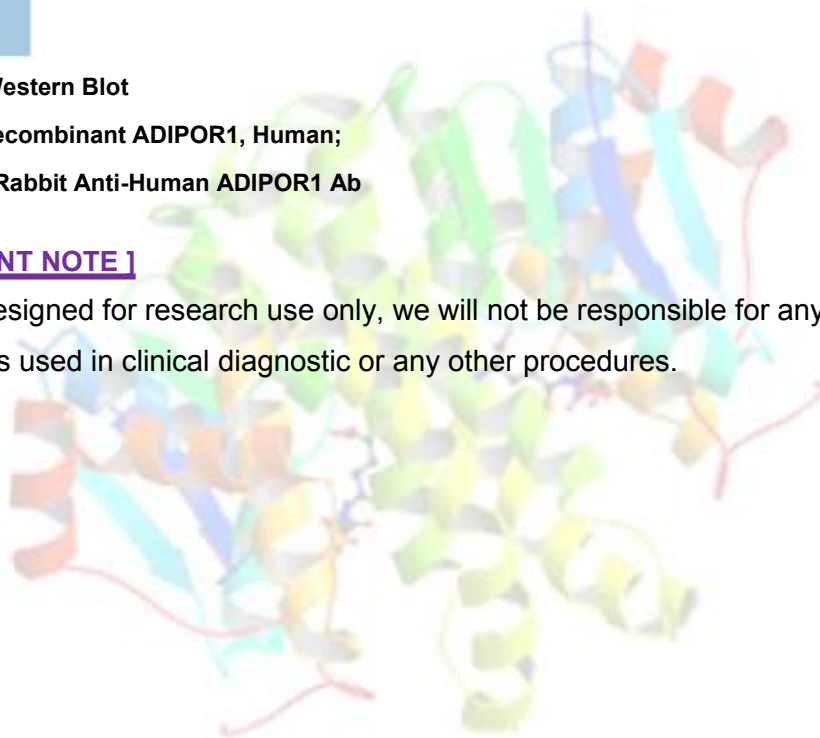 Western Blot
ecombinant ADIPOR1, Human;
Rabbit Anti-Human ADIPOR1 Ab
NT NOTE ]
esigned for research use only, we will not be responsible for any
s used in clinical diagnostic or any other procedures.